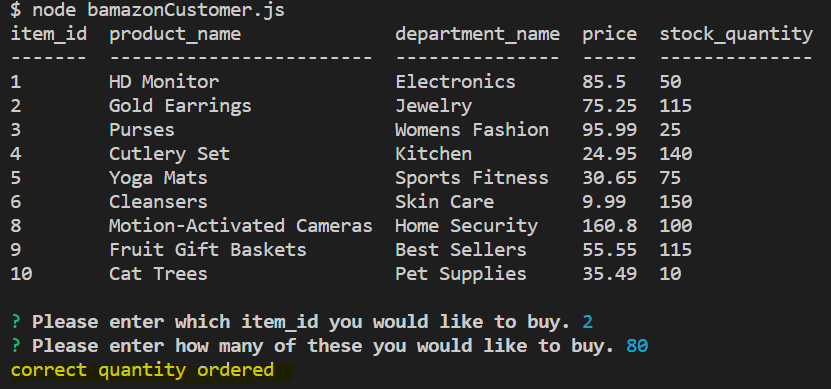 $ node bamazonCustomer.js
item_id  product_name              department_name  price  stock_quantity
-------  ------------------------  ---------------  -----  --------------
1        HD Monitor                Electronics      85.5   50
2        Gold Earrings             Jewelry          75.25  115
3        Purses                    Womens Fashion   95.99  25
4        Cutlery Set               Kitchen          24.95  140
5        Yoga Mats                 Sports Fitness   30.65  75
6        Cleansers                 Skin Care        9.99   150
8        Motion-Activated Cameras  Home Security    160.8  100
9        Fruit Gift Baskets        Best Sellers     55.55  115
10       Cat Trees                 Pet Supplies     35.49  10
? Please enter which item_id you would like to buy. 2
? Please enter how many of these you would like to buy. 80
correct quantity ordered